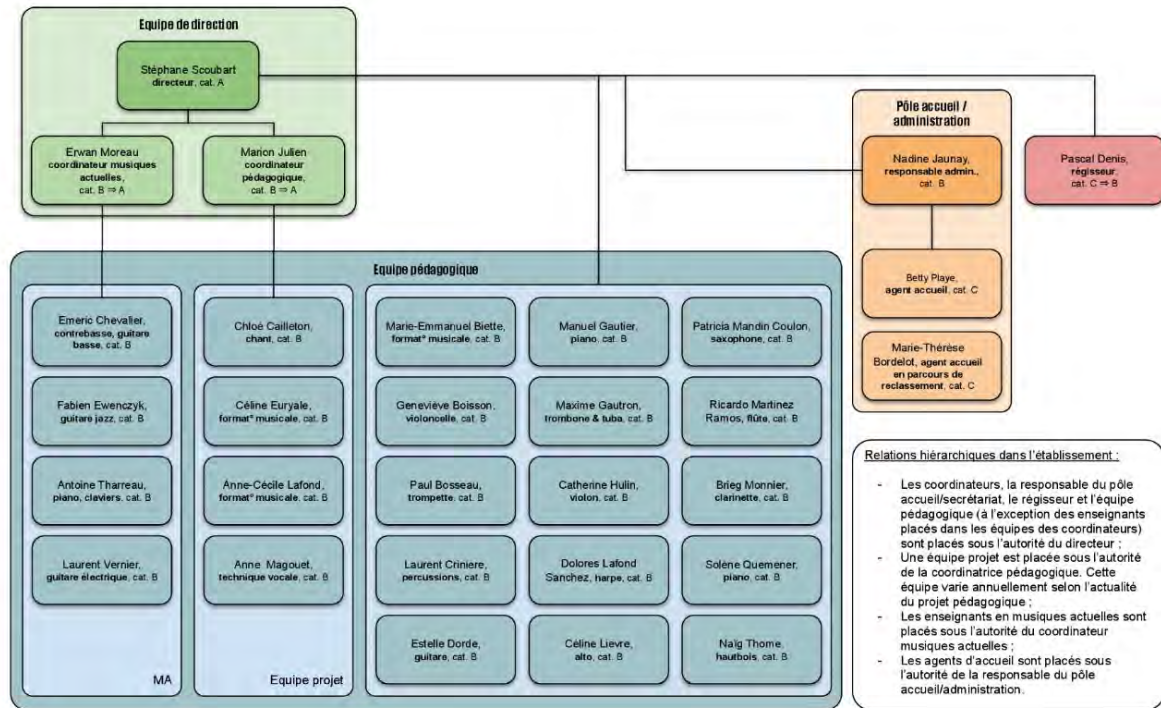 Equipe de direction
Stéphane Scoubart
directeur, cat. A
Erwan Moreau
coordinateur musiques
actuelles,
cat. B ⇒ A
Marion Julien
coordinateur
pédagogique,
cat. B ⇒ A
Pôle accueil /
administration
Nadine Jaunay,
responsable admin.,
cat. B
Betty Playe,
agent accueil, cat. C
Marie-Thérèse
Bordelot, agent accueil
en parcours de
reclassement, cat. C
Pascal Denis,
régisseur,
cat. C ⇒ B
Equipe pédagogique
Emeric Chevalier,
contrebasse, guitare
basse, cat. B
Fabien Ewenczyk,
guitare jazz, cat. B
Antoine Tharreau,
piano, claviers, cat. B
Laurent Vernier,
guitare électrique, cat. B
MA
Chloé Cailleton,
chant, cat. B
Céline Euryale,
format° musicale, cat. B
Anne-Cécile Lafond,
format° musicale, cat. B
Anne Magouet,
technique vocale, cat. B
Equipe projet
Marie-Emmanuel Biette,
format° musicale, cat. B
Geneviève Boisson,
violoncelle, cat. B
Paul Bosseau,
trompette, cat. B
Laurent Criniere,
percussions, cat. B
Estelle Dorde,
guitare, cat. B
Manuel Gautier,
piano, cat. B
Maxime Gautron,
trombone & tuba, cat. B
Catherine Hulin,
violon, cat. B
Dolores Lafond
Sanchez, harpe, cat. B
Céline Lievre,
alto, cat. B
Patricia Mandin Coulon,
saxophone, cat. B
Ricardo Martinez
Ramos, flûte, cat. B
Brieg Monnier,
clarinette, cat. B
Solène Quemener,
piano, cat. B
Naïg Thome,
hautbois, cat. B
Relations hiérarchiques dans l'établissement :
- Les coordinateurs, la responsable du pôle
accueil/secrétariat, le régisseur et l'équipe
pédagogique (à l'exception des enseignants
placés dans les équipes des coordinateurs)
sont placés sous l'autorité du directeur ;
- Une équipe projet est placée sous l'autorité
de la coordinatrice pédagogique. Cette
équipe varie annuellement selon l'actualité
du projet pédagogique ;
- Les enseignants en musiques actuelles sont
placés sous l'autorité du coordinateur
musiques actuelles ;
- Les agents d'accueil sont placés sous
l'autorité de la responsable du pôle
accueil/administration.